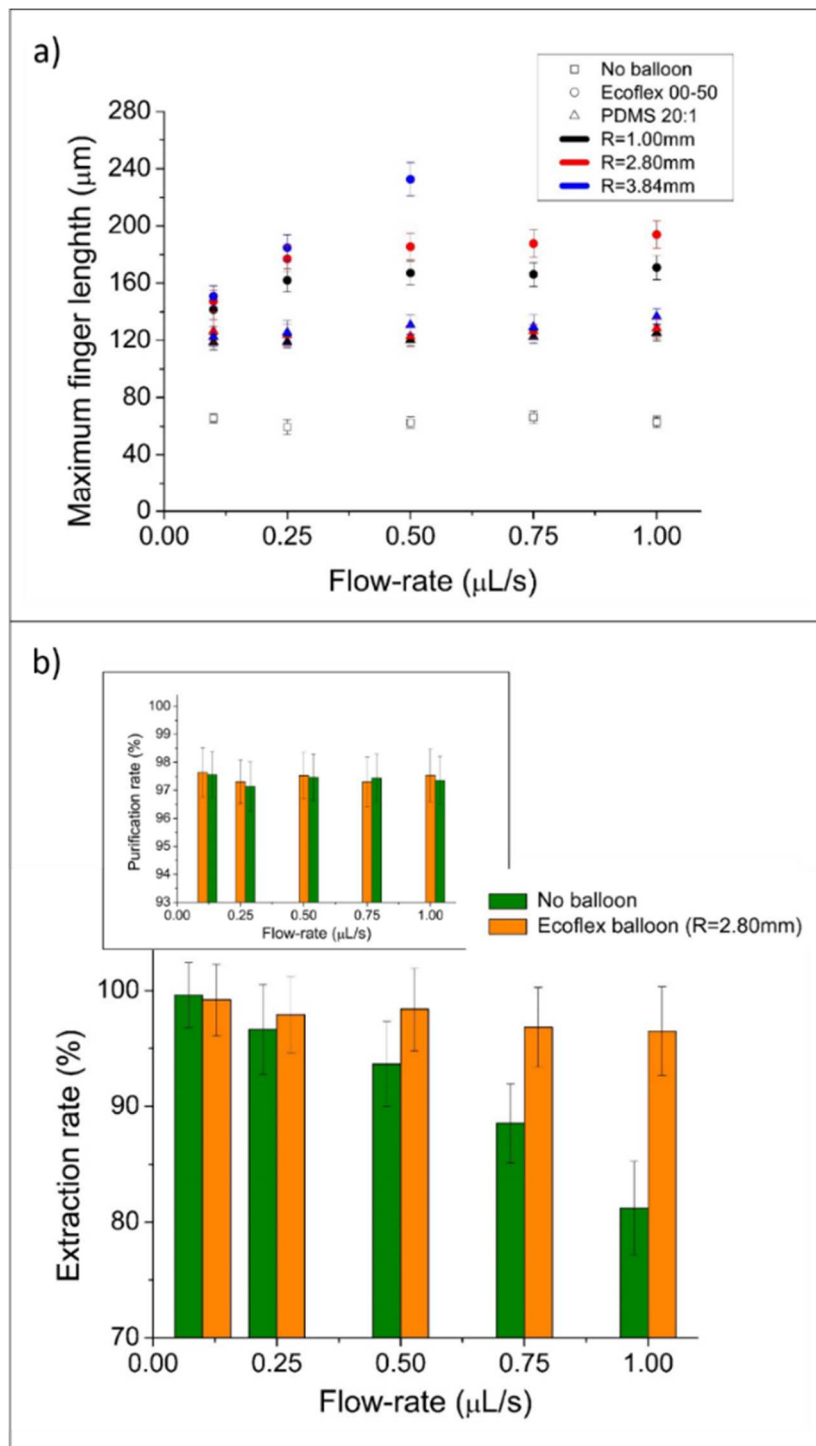 a)
No balloon
Ecoflex 00-50
PDMS 20:1
R=1.00mm
R=2.80mm
R=3.84mm
280
240
200
160
120
80
40
0
Maximum finger lenghth (μm)
0.00 0.25 0.50 0.75 1.00
Flow-rate (μL/s)
b)
100
99
98
97
96
95
94
93
Purification rate (%)
0.00 0.25 0.50 0.75 1.00
Flow-rate (μL/s)
No balloon
Ecoflex balloon (R=2.80mm)
100
90
80
70
Extraction rate (%)
0.00 0.25 0.50 0.75 1.00
Flow-rate (μL/s)